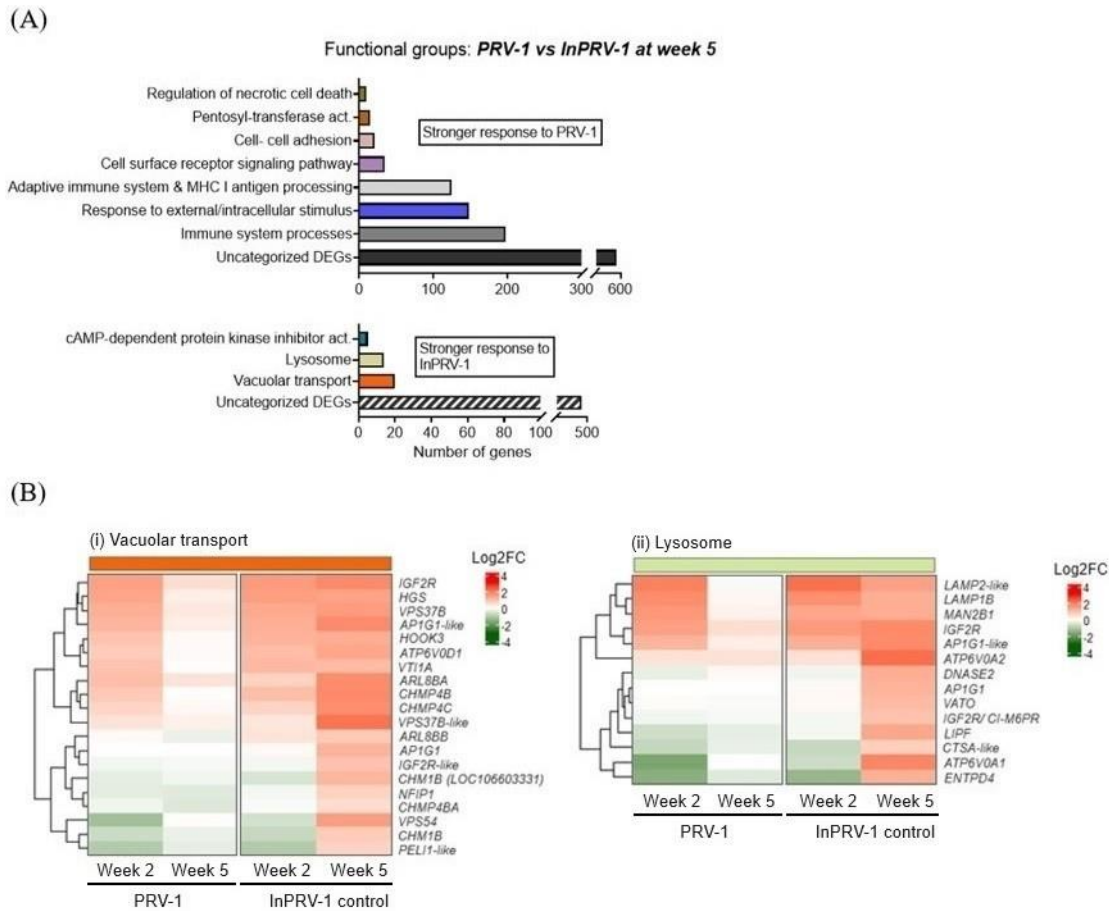 (A)
Functional groups: PRV-1 vs InPRV-1 at week 5
Regulation of necrotic cell death
Pentosyl-transferase act.
Cell- cell adhesion
Cell surface receptor signaling pathway
Adaptive immune system & MHC I antigen processing
Response to external/intracellular stimulus
Immune system processes
Uncategorized DEGs
Stronger response to PRV-1
0 100 200 300 600
cAMP-dependent protein kinase inhibitor act.
Lysosome
Vacuolar transport
Uncategorized DEGs
Stronger response to
InPRV-1
0 20 40 60 80 100 500
Number of genes
(B)
(i) Vacuolar transport
Log2FC
4
2
0
-2
-4
IGF2R
HGS
VPS37B
AP1G1-like
HOOK3
ATP6V0D1
VTI1A
ARL8BA
CHMP4B
CHMP4C
VPS37B-like
ARL8BB
AP1G1
IGF2R-like
CHM1B (LOC106603331)
NFIP1
CHMP4BA
VPS54
CHM1B
PELI1-like
Week 2 Week 5 Week 2 Week 5
PRV-1 InPRV-1 control
(ii) Lysosome
Log2FC
4
2
0
-2
-4
LAMP2-like
LAMP1B
MAN2B1
IGF2R
AP1G1-like
ATP6V0A2
DNASE2
AP1G1
VATO
IGF2R/ CI-M6PR
LIPF
CTSA-like
ATP6V0A1
ENTPD4
Week 2 Week 5 Week 2 Week 5
PRV-1 InPRV-1 control